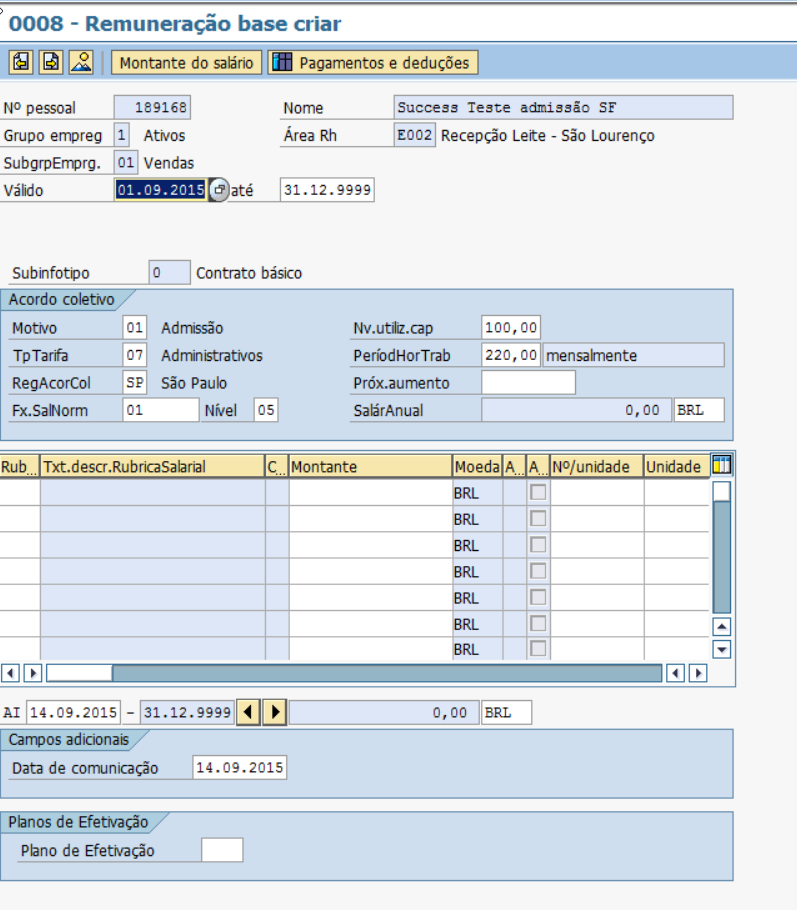 0008 - Remuneração base criar
Montante do salário Pagamentos e deduções
Nº pessoal 189168 Nome Success Teste admissão SF
Grupo empreg 1 Ativos Área Rh E002 Recepção Leite - São Lourenço
SubgrpEmprg. 01 Vendas
Válido 01.09.2015 até 31.12.9999
Subinfotipo 0 Contrato básico
Acordo coletivo
Motivo 01 Admissão Nv.utiliz.cap 100,00
TpTarifa 07 Administrativos PeríodHorTrab 220,00 mensalmente
RegAcorCol SP São Paulo Próx.aumento
Fx.SalNorm 01 Nível 05 SalárAnual 0,00 BRL
Rub... Txt.descr.RubricaSalarial C... Montante Moeda A... A... Nº/unidade Unidade
BRL
BRL
BRL
BRL
BRL
BRL
BRL
AI 14.09.2015 - 31.12.9999 0,00 BRL
Campos adicionais
Data de comunicação 14.09.2015
Planos de Efetivação
Plano de Efetivação